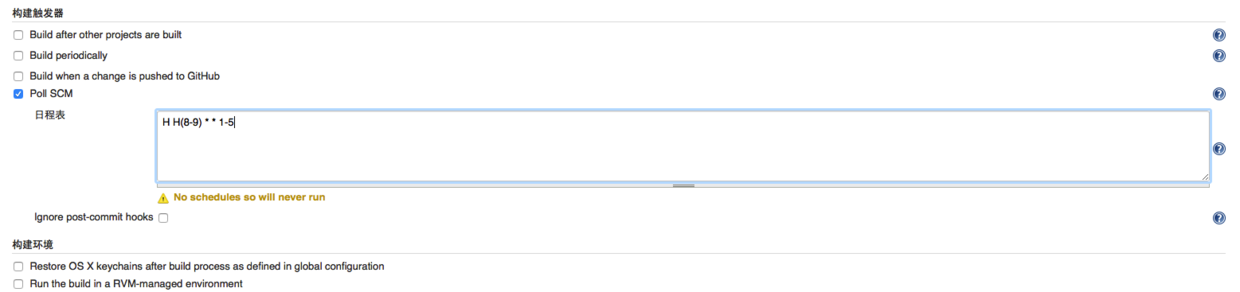 构建触发器
Build after other projects are built
Build periodically
Build when a change is pushed to GitHub
Poll SCM
日程表
H H(8-9) * * 1-5
No schedules so will never run
Ignore post-commit hooks
构建环境
Restore OS X keychains after build process as defined in global configuration
Run the build in a RVM-managed environment